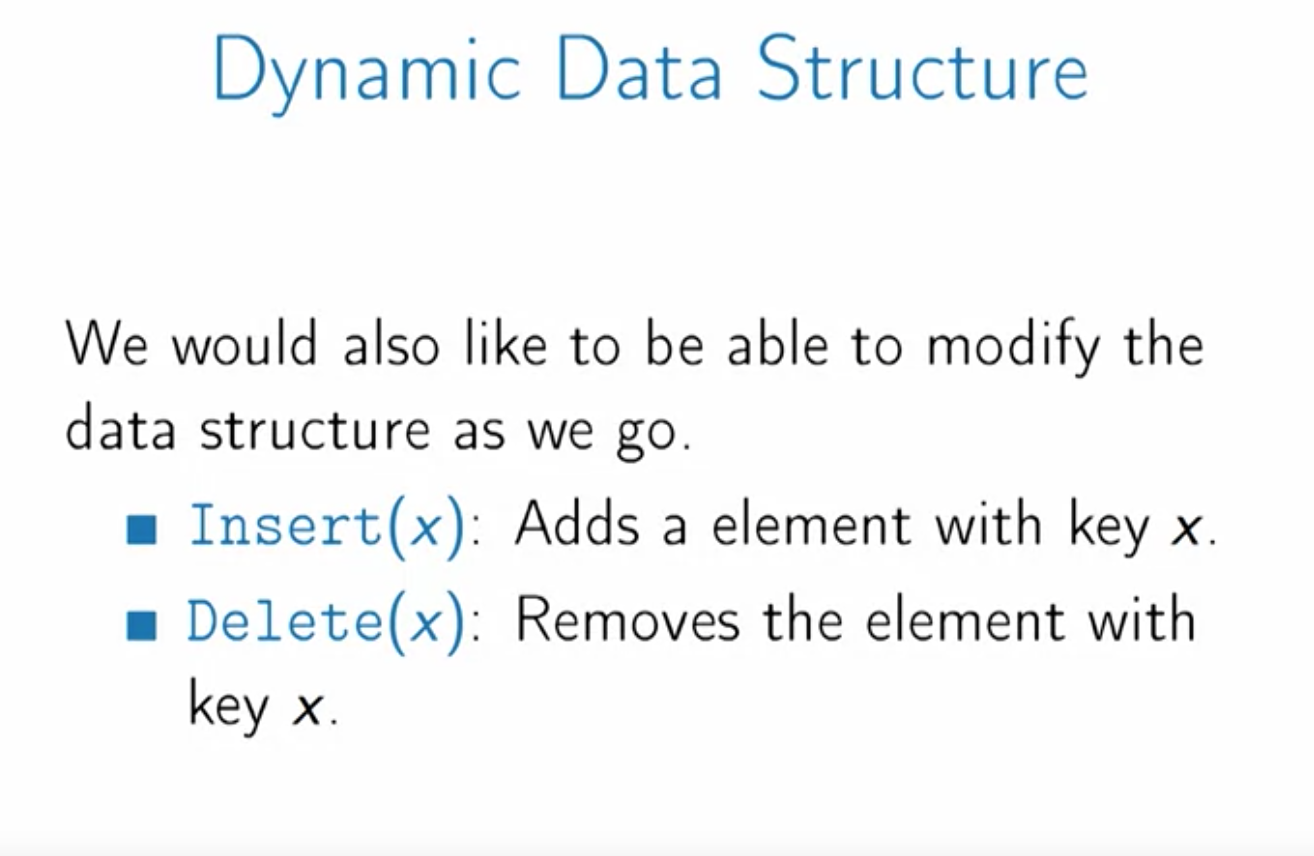 Dynamic Data Structure
We would also like to be able to modify the
data structure as we go.
■ Insert(x): Adds a element with key x.
■ Delete(x): Removes the element with
key x.